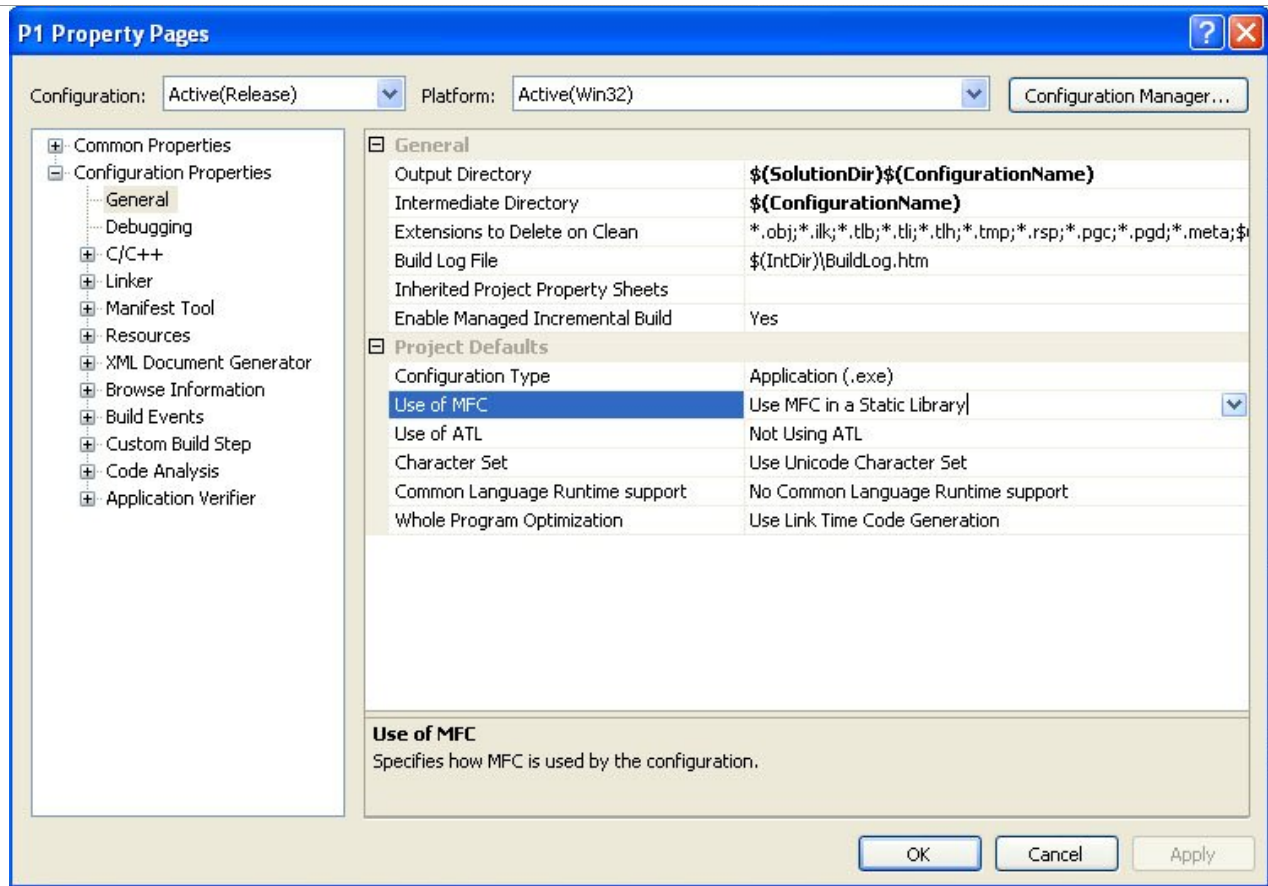 P1 Property Pages
Configuration: Active(Release) Platform: Active(Win32) Configuration Manager...
Common Properties
Configuration Properties
General
Debugging
C/C++
Linker
Manifest Tool
Resources
XML Document Generator
Browse Information
Build Events
Custom Build Step
Code Analysis
Application Verifier
General
Output Directory $(SolutionDir)$(ConfigurationName)
Intermediate Directory $(ConfigurationName)
Extensions to Delete on Clean *.obj;*.ilk;*.tlb;*.tli;*.tlh;*.tmp;*.rsp;*.pgc;*.pgd;*.meta;
Build Log File $(IntDir)\BuildLog.htm
Inherited Project Property Sheets
Enable Managed Incremental Build Yes
Project Defaults
Configuration Type Application (.exe)
Use of MFC Use MFC in a Static Library
Use of ATL Not Using ATL
Character Set Use Unicode Character Set
Common Language Runtime support No Common Language Runtime support
Whole Program Optimization Use Link Time Code Generation
Use of MFC
Specifies how MFC is used by the configuration.
OK Cancel Apply